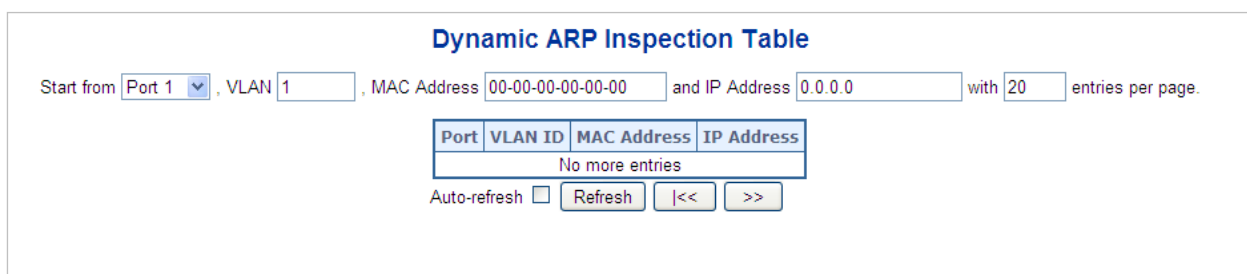 Dynamic ARP Inspection Table
Start from Port 1 , VLAN 1 , MAC Address 00-00-00-00-00-00 and IP Address 0.0.0.0 with 20 entries per page.
Port VLAN ID MAC Address IP Address
No more entries
Auto-refresh Refresh |<< >>